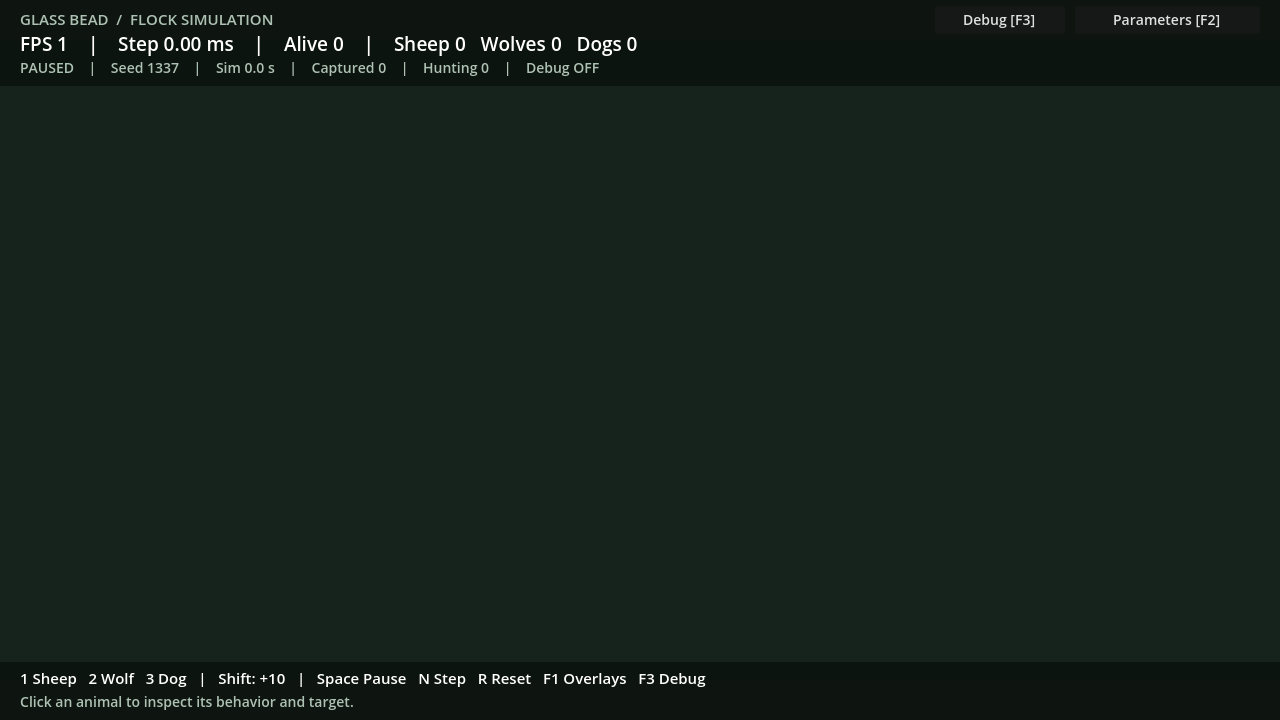 GLASS BEAD / FLOCK SIMULATION
Debug [F3]
Parameters [F2]
FPS 1 | Step 0.00 ms | Alive 0 | Sheep 0 Wolves 0 Dogs 0
PAUSED | Seed 1337 | Sim 0.0 s | Captured 0 | Hunting 0 | Debug OFF
1 Sheep 2 Wolf 3 Dog | Shift: +10 | Space Pause N Step R Reset F1 Overlays F3 Debug
Click an animal to inspect its behavior and target.